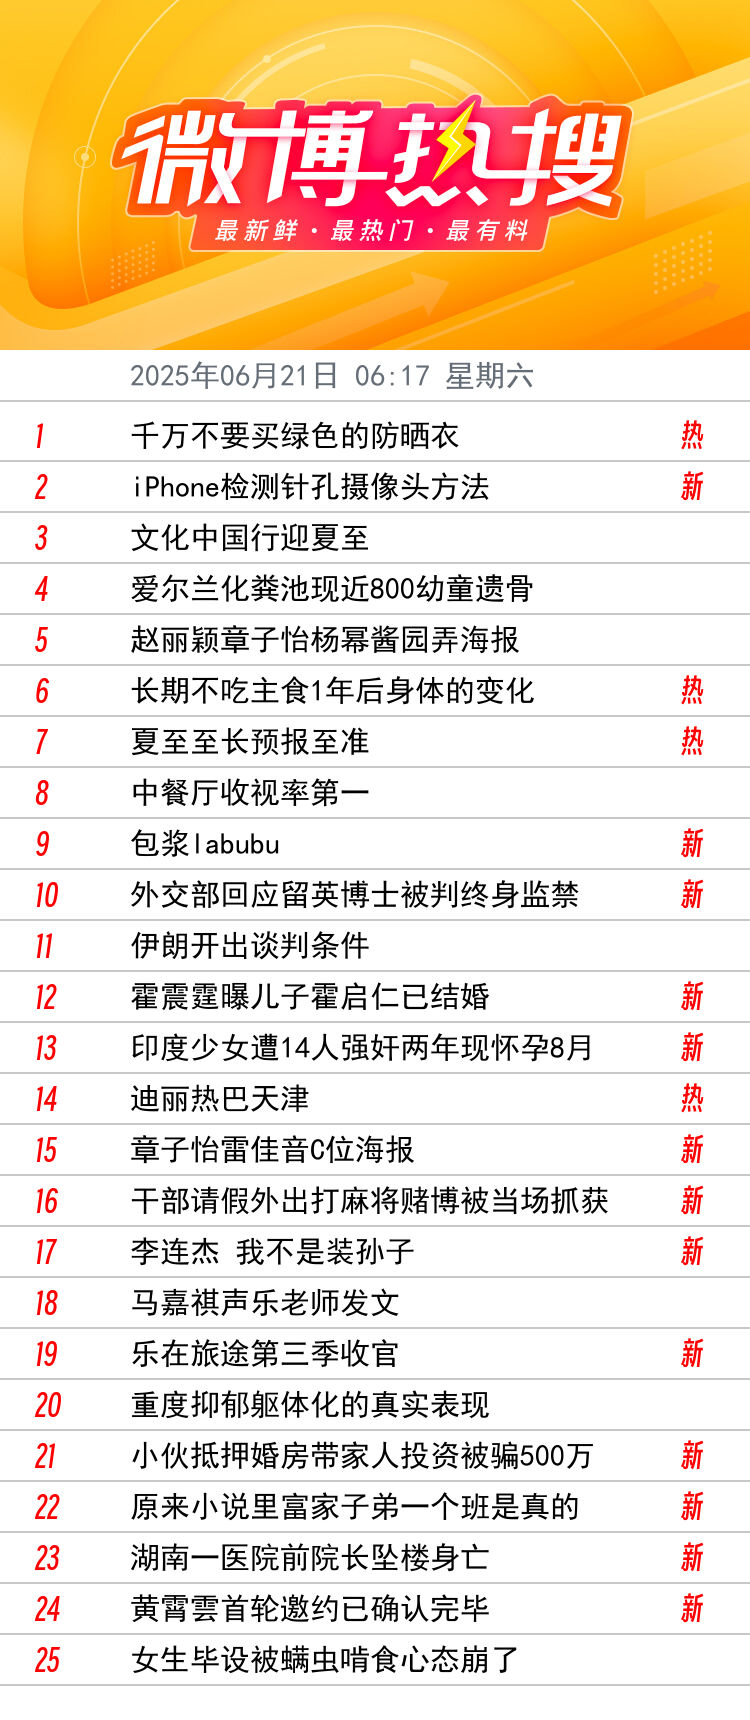 微博热搜
最新鲜·最热门·最有料
2025年06月21日 06:17 星期六
1 千万不要买绿色的防晒衣 热
2 iPhone检测针孔摄像头方法 新
3 文化中国行迎夏至
4 爱尔兰化粪池现近800幼童遗骨
5 赵丽颖章子怡杨幂酱园弄海报
6 长期不吃主食1年后身体的变化 热
7 夏至至长预报至准 热
8 中餐厅收视率第一
9 包浆labubu 新
10 外交部回应留英博士被判终身监禁 新
11 伊朗开出谈判条件
12 霍震霆曝儿子霍启仁已结婚 新
13 印度少女遭14人强奸两年现怀孕8月 新
14 迪丽热巴天津 热
15 章子怡雷佳音C位海报 新
16 干部请假外出打麻将赌博被当场抓获 新
17 李连杰 我不是装孙子 新
18 马嘉祺声乐老师发文
19 乐在旅途第三季收官 新
20 重度抑郁躯体化的真实表现
21 小伙抵押婚房带家人投资被骗500万 新
22 原来小说里富家子弟一个班是真的 新
23 湖南一医院前院长坠楼身亡 新
24 黄霄雲首轮邀约已确认完毕 新
25 女生毕设被螨虫啃食心态崩了